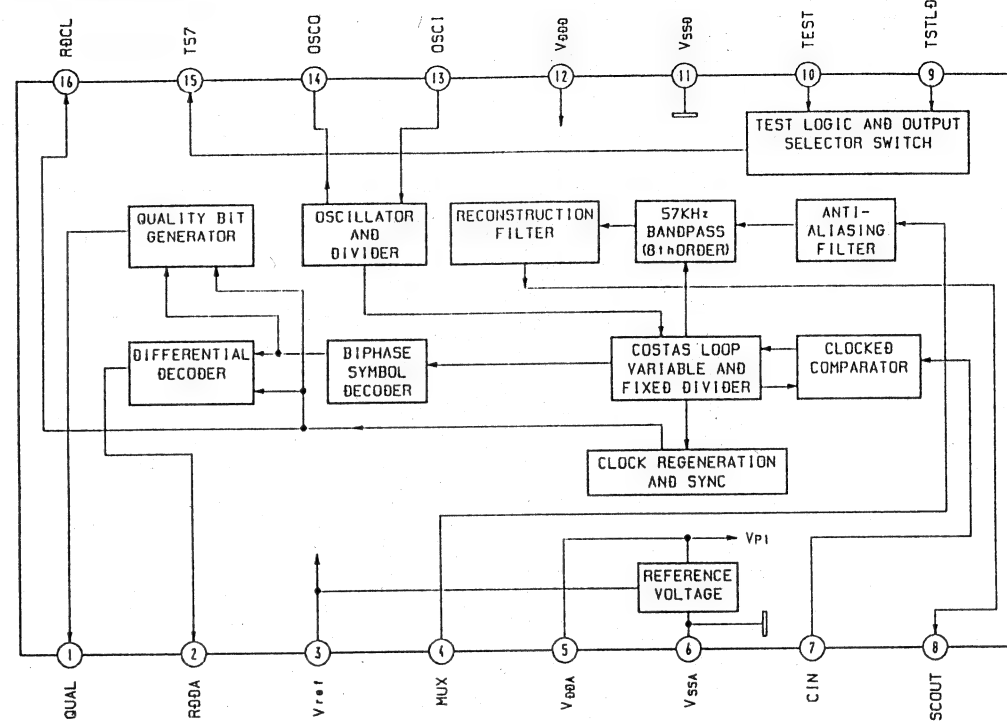 RDCL
T57
OSCO
OSCI
VDDD
VSSD
TEST
TSTLD
16
15
14
13
12
11
10
9
TEST LOGIC AND OUTPUT
SELECTOR SWITCH
QUALITY BIT
GENERATOR
OSCILLATOR
AND
DIVIDER
RECONSTRUCTION
FILTER
57KHz
BANDPASS
(8thORDER)
ANTI-
ALIASING
FILTER
DIFFERENTIAL
DECODER
BIPHASE
SYMBOL
DECODER
COSTAS LOOP
VARIABLE AND
FIXED DIVIDER
CLOCKED
COMPARATOR
CLOCK REGENERATION
AND SYNC
VP1
REFERENCE
VOLTAGE
1
2
3
4
5
6
7
8
QUAL
RDDA
Vref
MUX
VDDA
VSSA
CIN
SCOUT